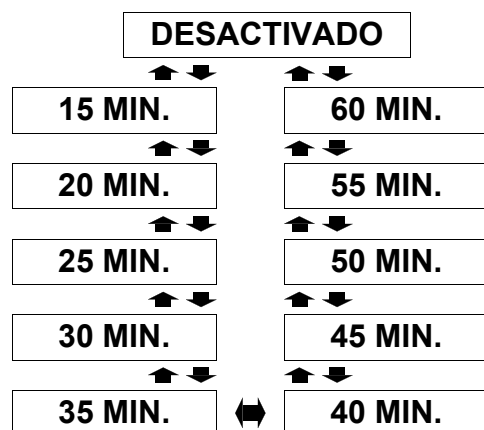 DESACTIVADO
15 MIN. 60 MIN.
20 MIN. 55 MIN.
25 MIN. 50 MIN.
30 MIN. 45 MIN.
35 MIN. 40 MIN.